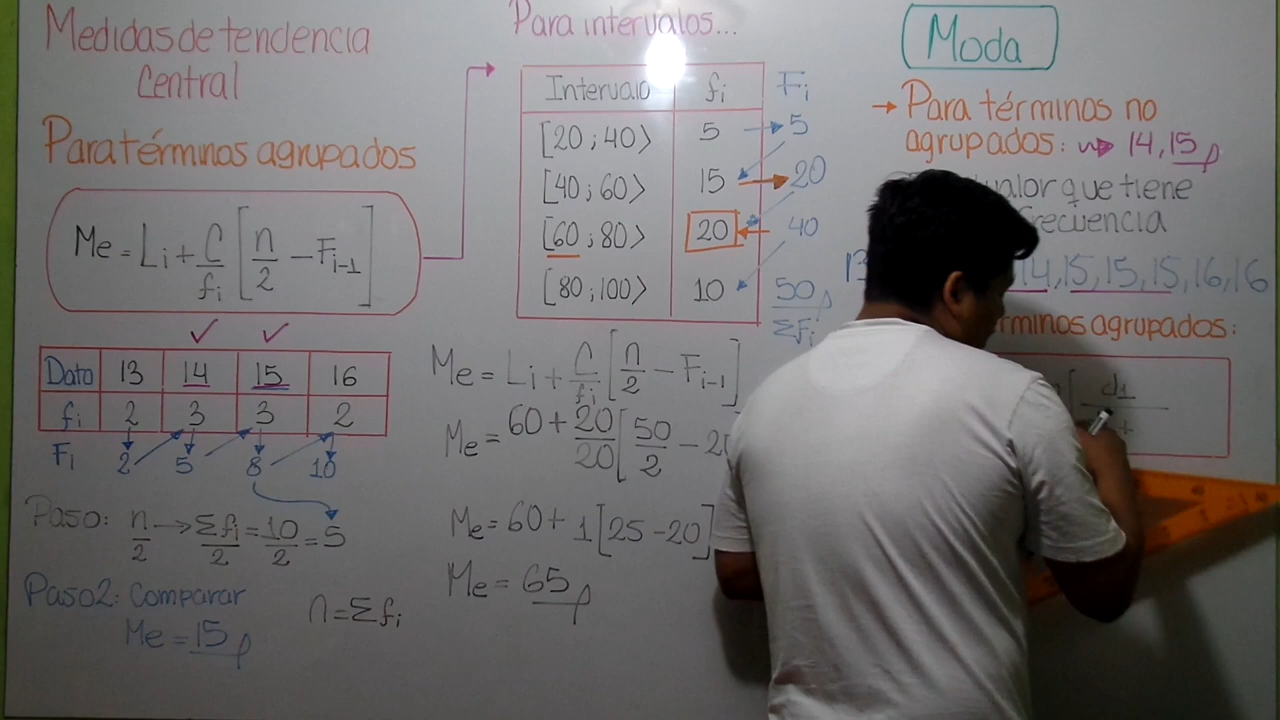 Medidas de tendencia
Central
Para términos agrupados
Me = Li + C/fi [n/2 − Fi-1]
Dato 13 14 15 16
fi 2 3 3 2
Fi 2 5 8 10
Paso: n/2 → Σfi/2 = 10/2 = 5
Paso2: Comparar
Me = 15
n = Σfi
Para intervalos...
Intervalo fi Fi
[20 ; 40⟩ 5 5
[40 ; 60⟩ 15 20
[60 ; 80⟩ 20 40
[80 ; 100⟩ 10 50
ΣFi
Me = Li + C/fi [n/2 − Fi-1]
Me = 60 + 20/20 [50/2 − 2
Me = 60 + 1[25 − 20]
Me = 65
Moda
→ Para términos no
agrupados: 14, 15
valor que tiene
frecuencia
14, 15, 15, 15, 16, 16
agrupados:
d1
+